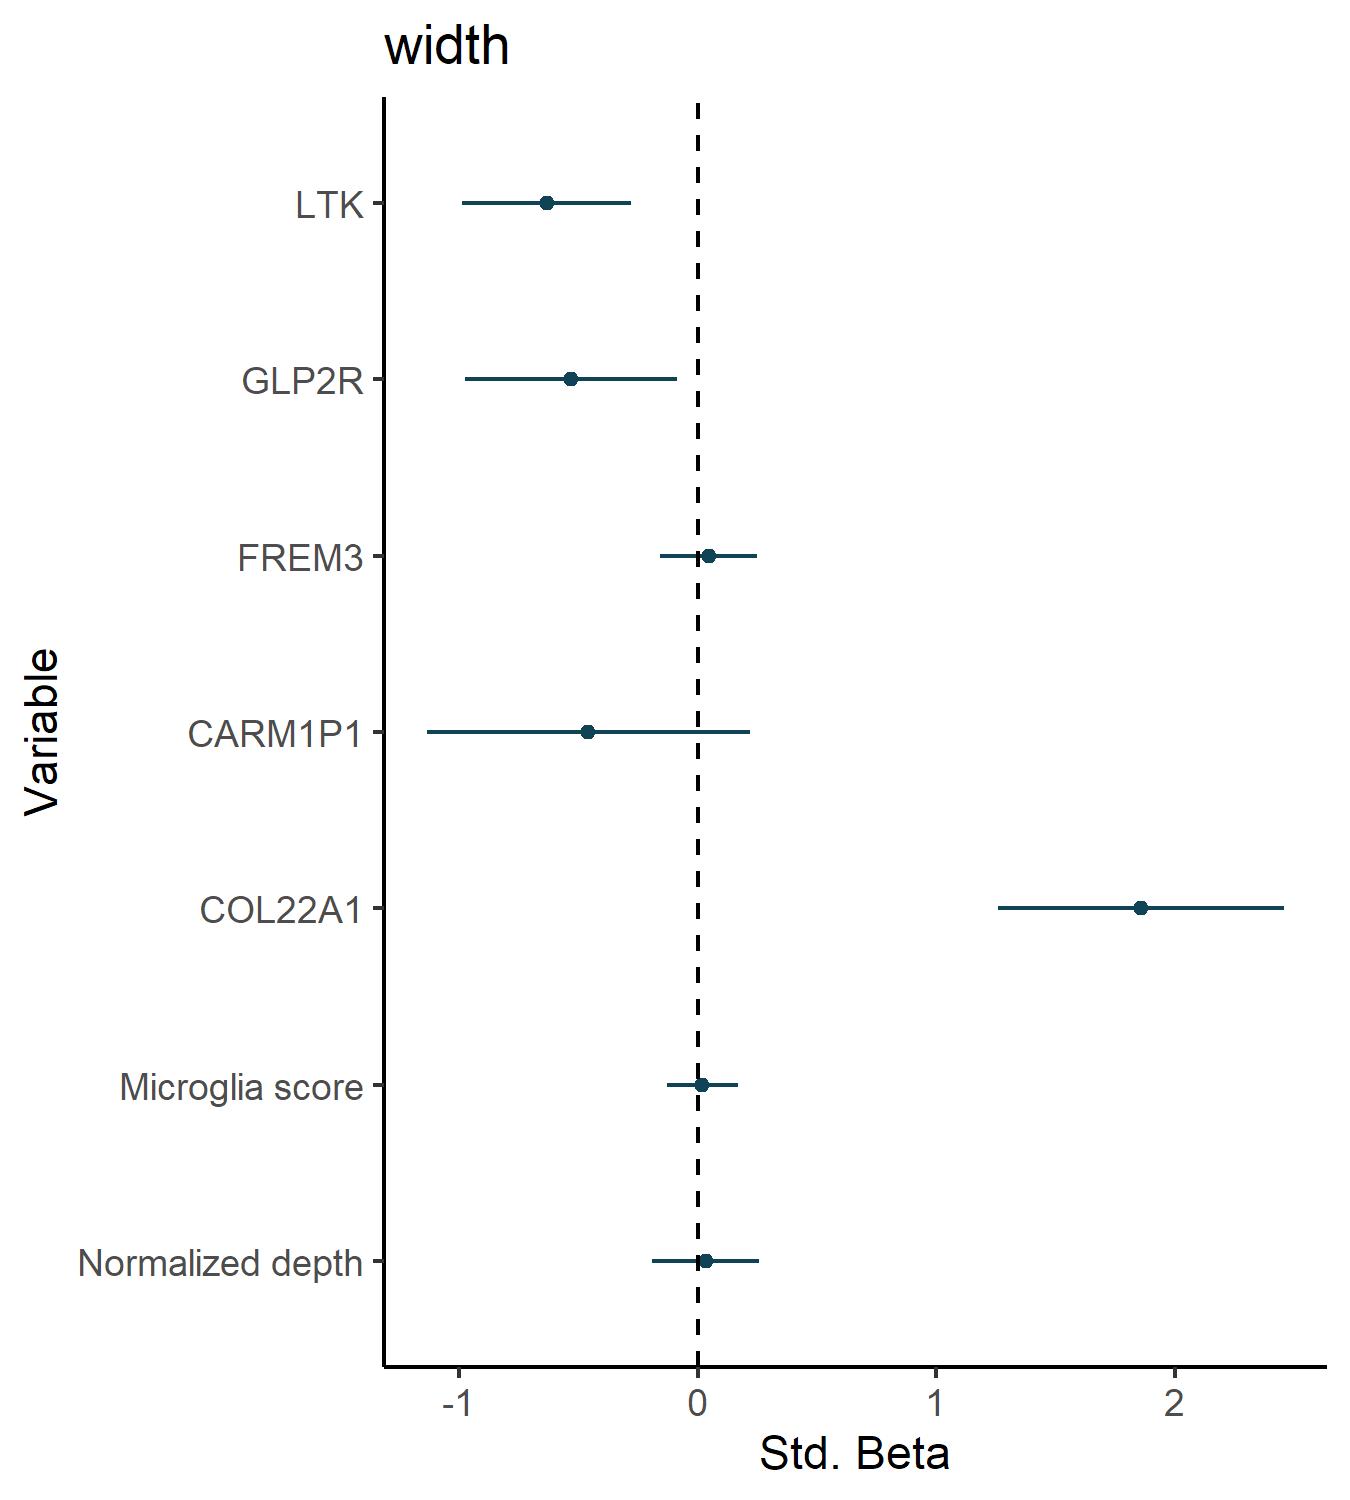 width
LTK
GLP2R
FREM3
CARM1P1
COL22A1
Microglia score
Normalized depth
Variable
-1 0 1 2
Std. Beta